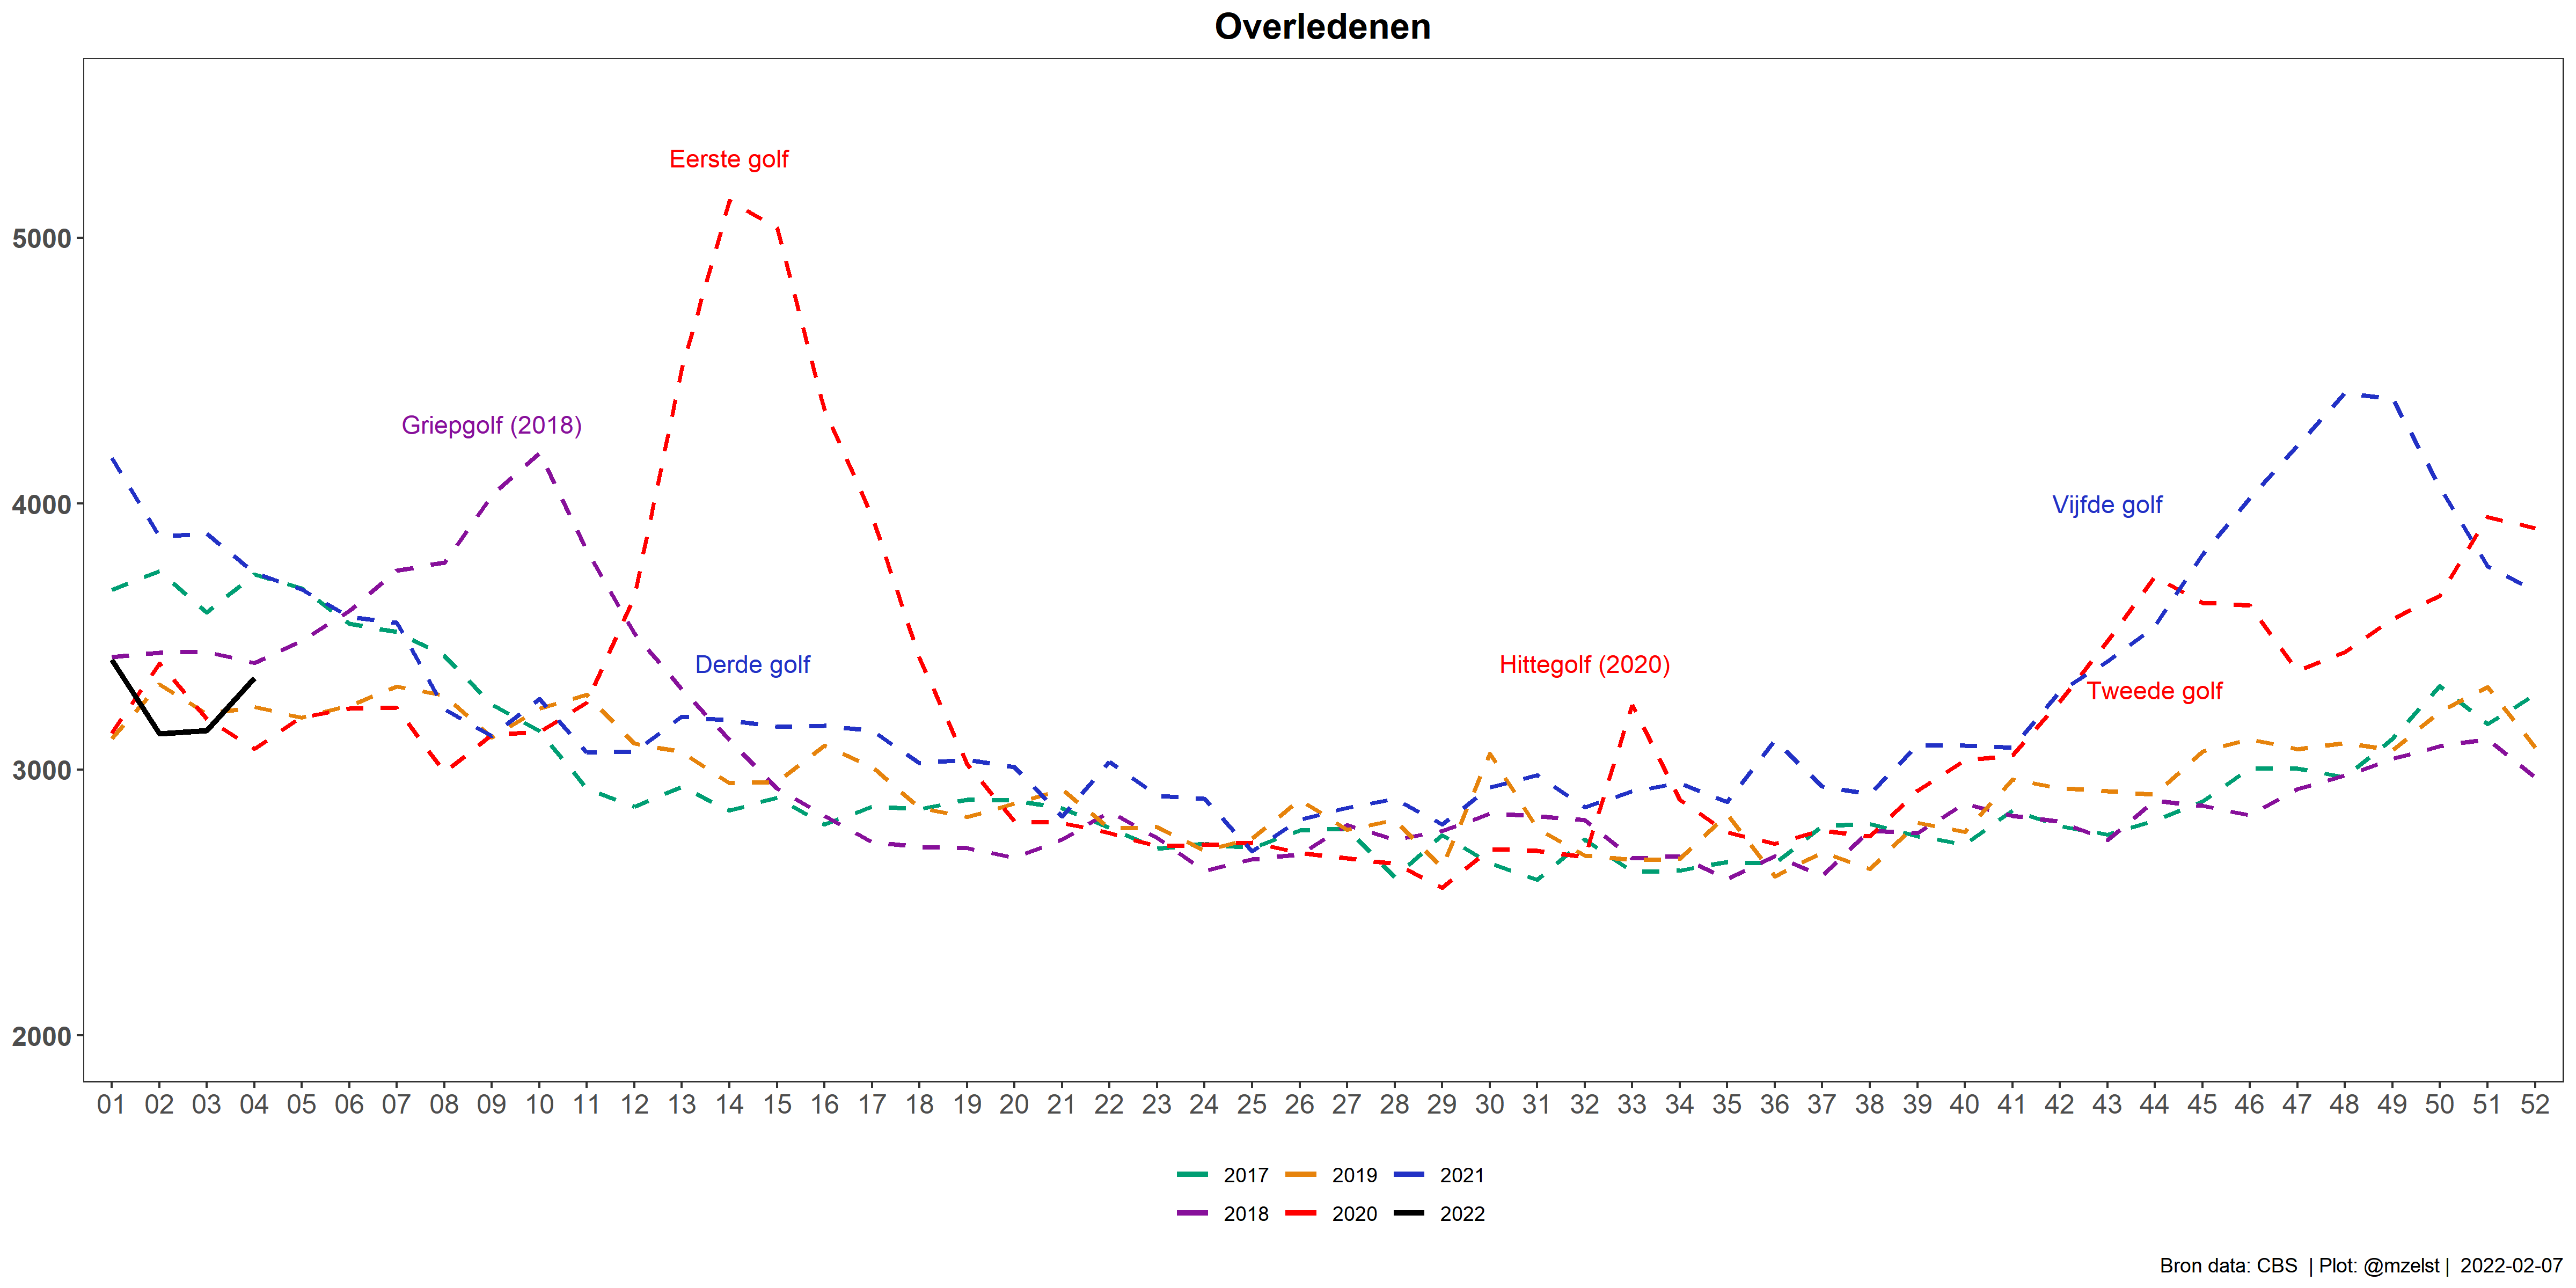 Overledenen
Eerste golf
5000
Griepgolf (2018)
4000
Vijfde golf
Derde golf
Hittegolf (2020)
Tweede golf
3000
2000
01 02 03 04 05 06 07 08 09 10 11 12 13 14 15 16 17 18 19 20 21 22 23 24 25 26 27 28 29 30 31 32 33 34 35 36 37 38 39 40 41 42 43 44 45 46 47 48 49 50 51 52
2017 2019 2021
2018 2020 2022
Bron data: CBS | Plot: @mzelst | 2022-02-07